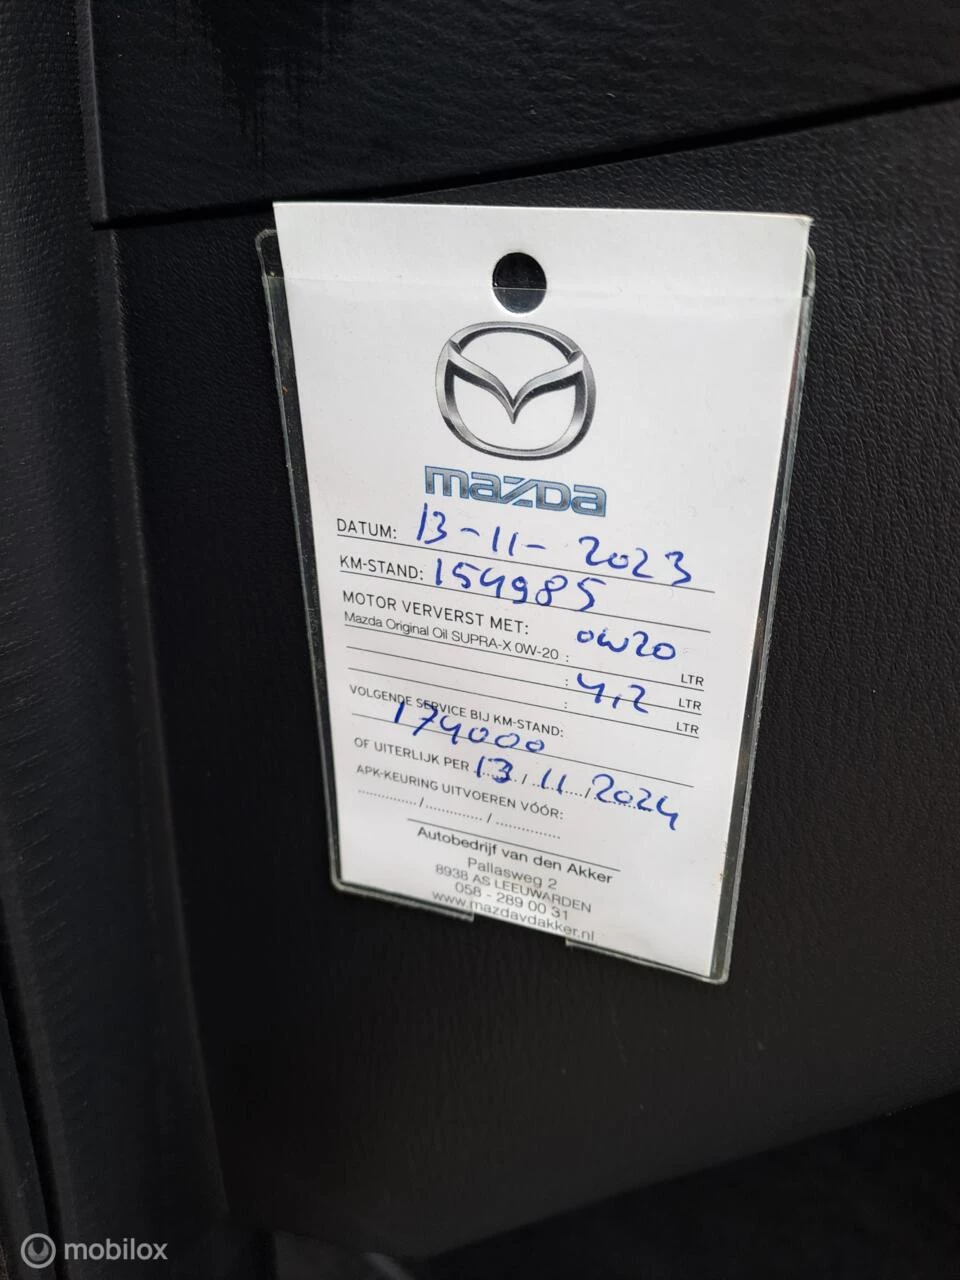 mazda
DATUM: 13-11-2023
KM-STAND: 154985
MOTOR VERVERST MET: 0W20
Mazda Original Oil SUPRA-X 0W-20 : LTR
: 4,2 LTR
: LTR
VOLGENDE SERVICE BIJ KM-STAND:
174000
OF UITERLIJK PER 13 / 11 / 2024
APK-KEURING UITVOEREN VÓÓR:
............... / ............... / ...............
Autobedrijf van den Akker
Pallasweg 2
8938 AS LEEUWARDEN
058 - 289 00 31
www.mazdavdakker.nl
mobilox